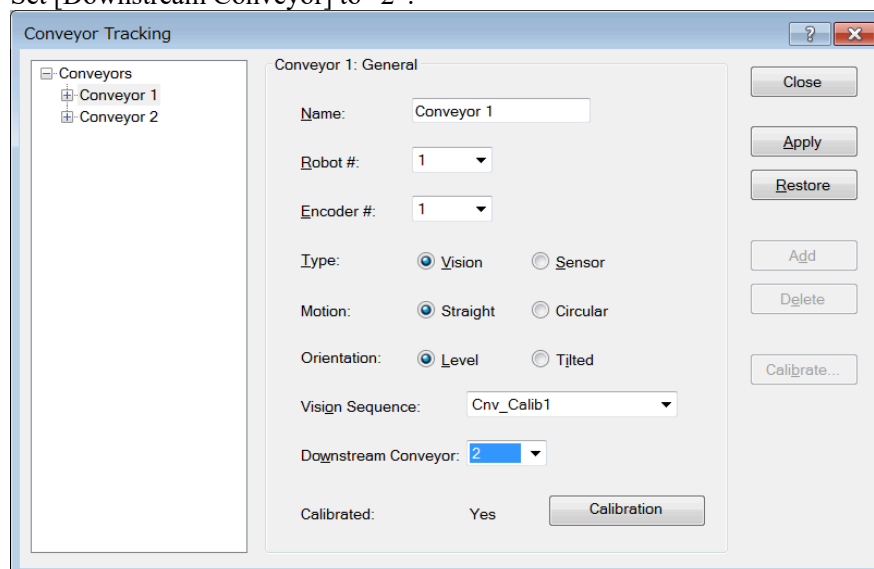 Set [Downstream Conveyor] to "2".
Conveyor Tracking
Conveyors
Conveyor 1
Conveyor 2
Conveyor 1: General
Name: Conveyor 1
Robot #: 1
Encoder #: 1
Type: Vision Sensor
Motion: Straight Circular
Orientation: Level Tilted
Vision Sequence: Cnv_Calib1
Downstream Conveyor: 2
Calibrated: Yes Calibration
Close
Apply
Restore
Add
Delete
Calibrate...